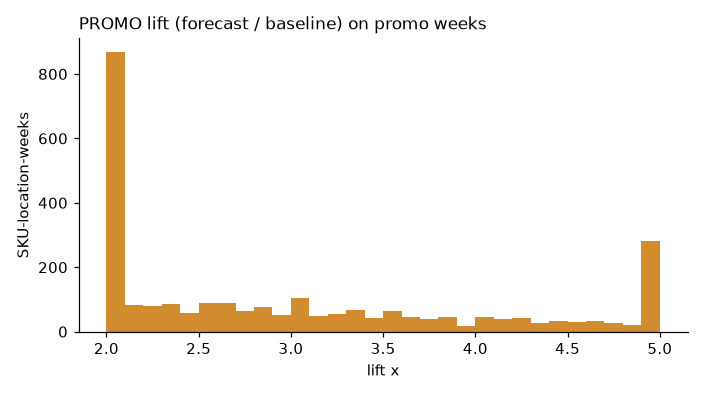 PROMO lift (forecast / baseline) on promo weeks
SKU-location-weeks
800
600
400
200
0
2.0 2.5 3.0 3.5 4.0 4.5 5.0
lift x